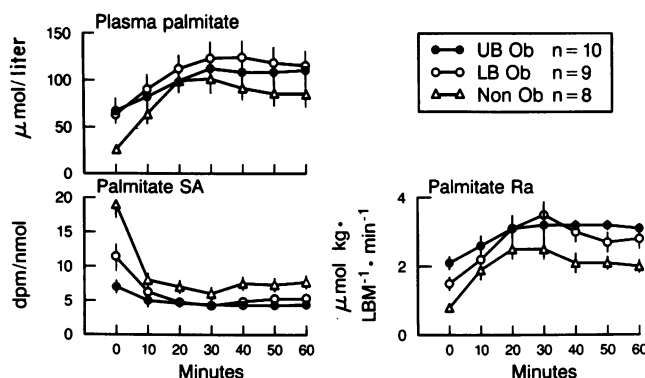 Plasma palmitate
μmol/liter
150
100
50
0
UB Ob n=10
LB Ob n=9
Non Ob n=8
Palmitate SA
dpm/nmol
20
15
10
5
0
0 10 20 30 40 50 60
Minutes
Palmitate Ra
μmol kg·
LBM⁻¹·min⁻¹
4
2
0
0 10 20 30 40 50 60
Minutes